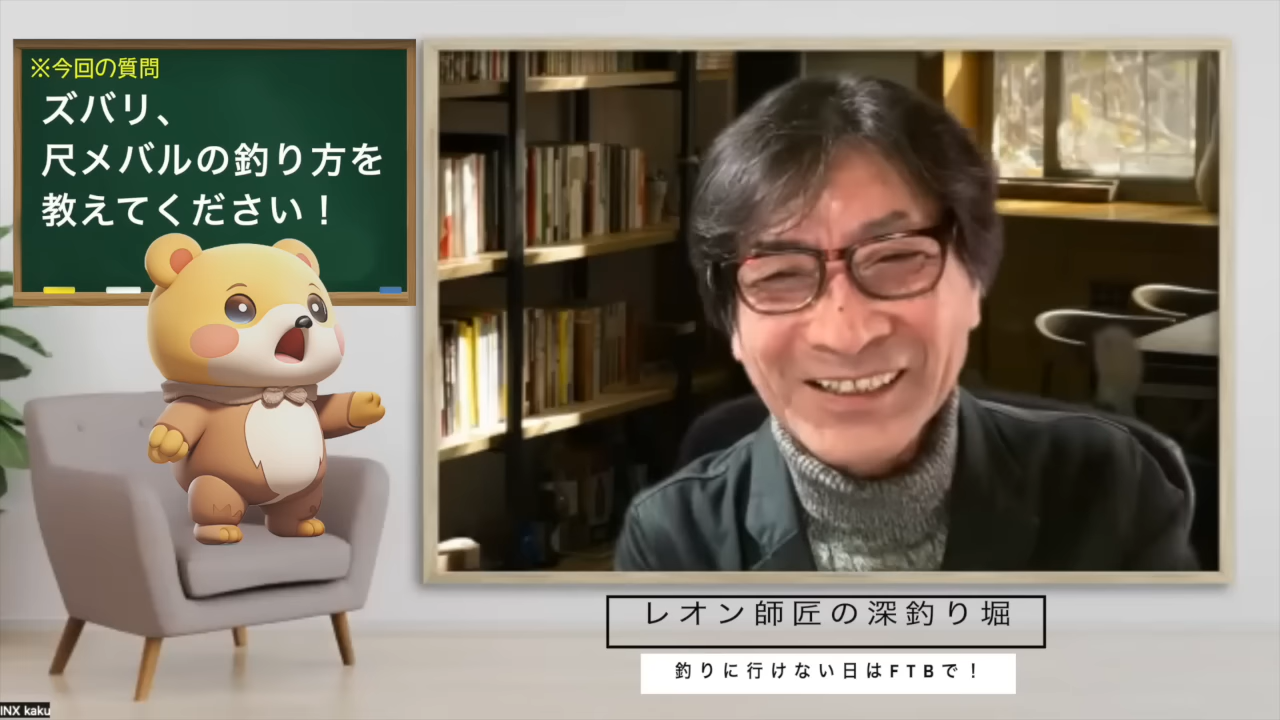 ※今回の質問
ズバリ、
尺メバルの釣り方を
教えてください！
レオン師匠の深釣り堀
釣りに行けない日はFTBで！
INX kaku